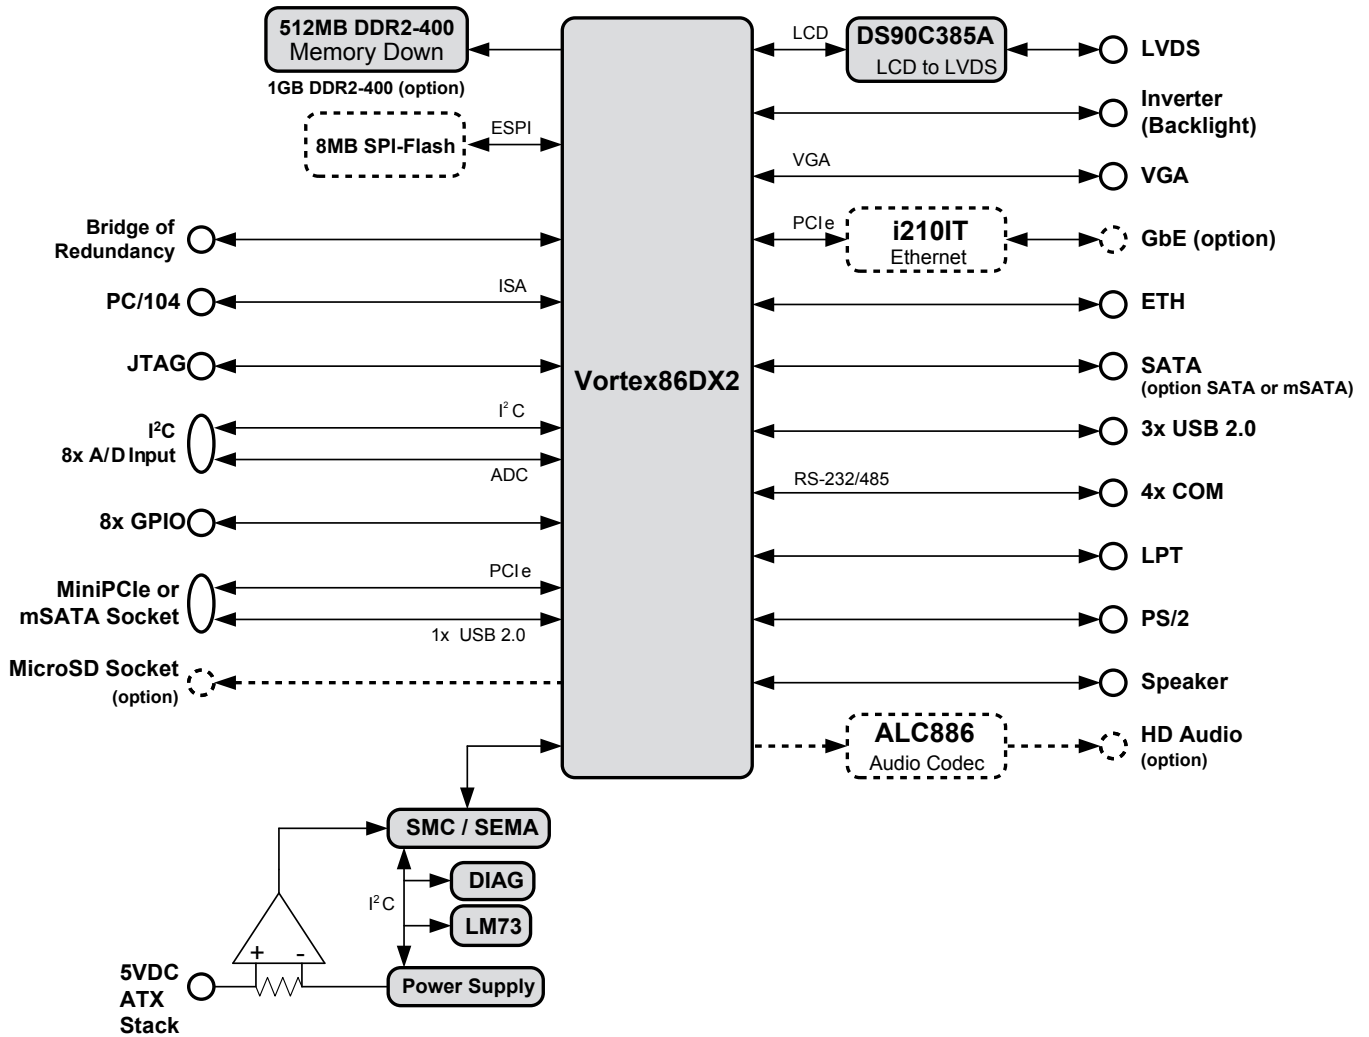 512MB DDR2-400
Memory Down
1GB DDR2-400 (option)
8MB SPI-Flash
ESPI
Bridge of
Redundancy
PC/104
ISA
JTAG
I²C
8x A/D Input
I²C
ADC
8x GPIO
MiniPCIe or
mSATA Socket
PCIe
1x USB 2.0
MicroSD Socket
(option)
Vortex86DX2
LCD
DS90C385A
LCD to LVDS
LVDS
Inverter
(Backlight)
VGA
VGA
PCIe
i210IT
Ethernet
GbE (option)
ETH
SATA
(option SATA or mSATA)
3x USB 2.0
RS-232/485
4x COM
LPT
PS/2
Speaker
ALC886
Audio Codec
HD Audio
(option)
SMC / SEMA
DIAG
I²C
LM73
+ -
Power Supply
5VDC
ATX
Stack